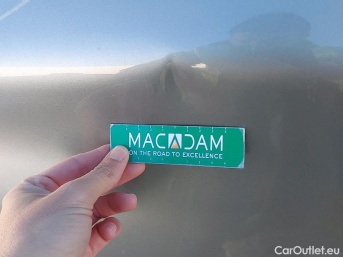 MACADAM
ON THE ROAD TO EXCELLENCE
CarOutlet.eu